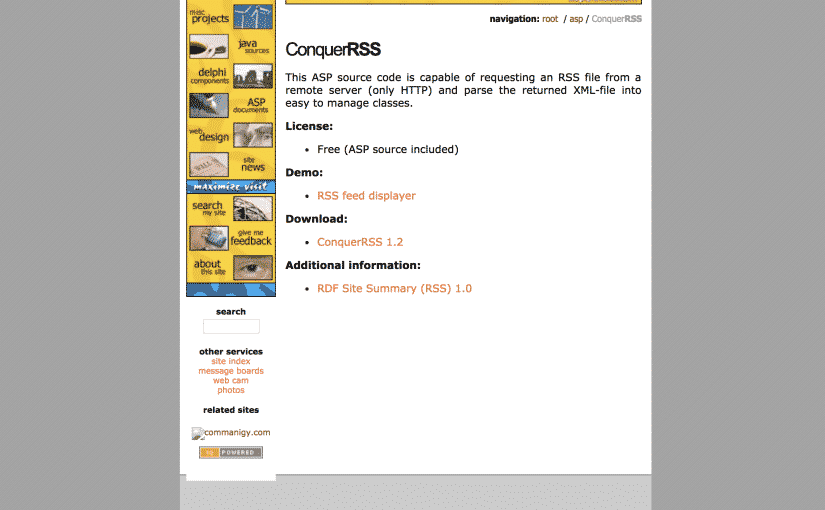 misc
projects
java
sources
delphi
components
ASP
documents
web
design
site
news
maximize visit
search
my site
give me
feedback
about
this site
search
other services
site index
message boards
web cam
photos
related sites
commanigy.com
POWERED
navigation: root / asp / ConquerRSS
ConquerRSS
This ASP source code is capable of requesting an RSS file from a
remote server (only HTTP) and parse the returned XML-file into
easy to manage classes.
License:
Free (ASP source included)
Demo:
RSS feed displayer
Download:
ConquerRSS 1.2
Additional information:
RDF Site Summary (RSS) 1.0